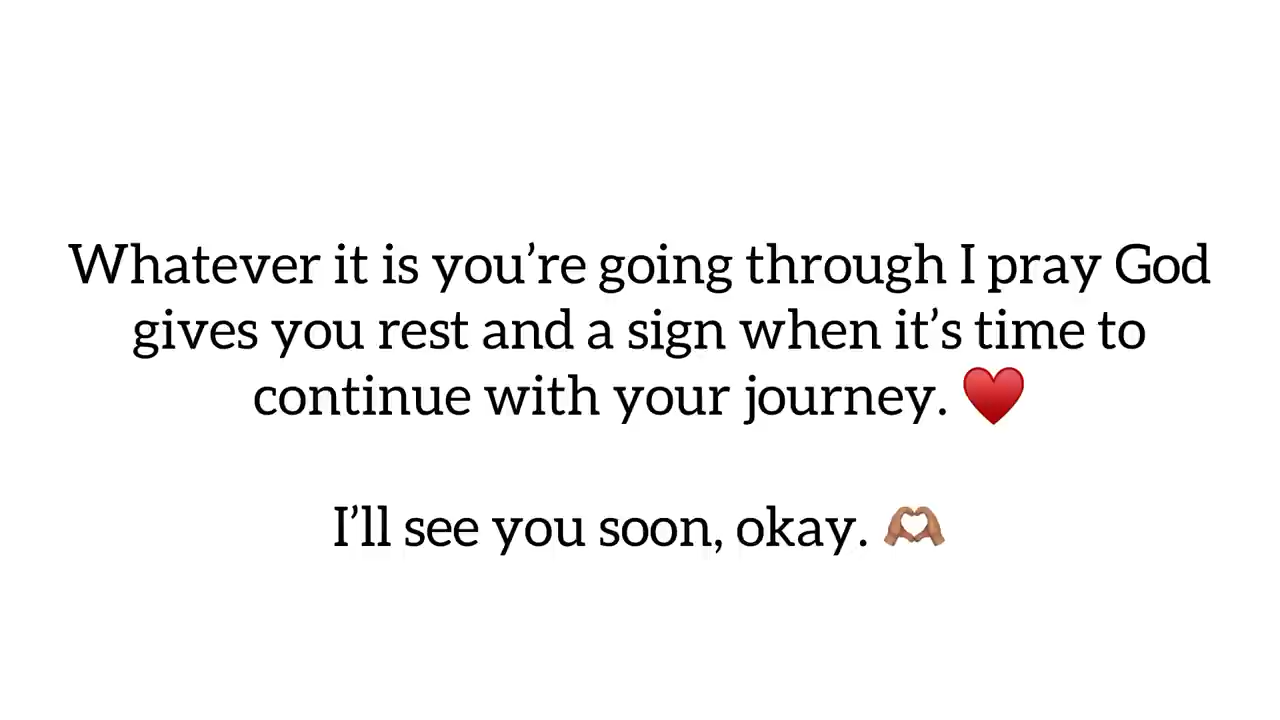 Whatever it is you’re going through I pray God
gives you rest and a sign when it’s time to
continue with your journey. ♥️
I’ll see you soon, okay. 🫶🏽